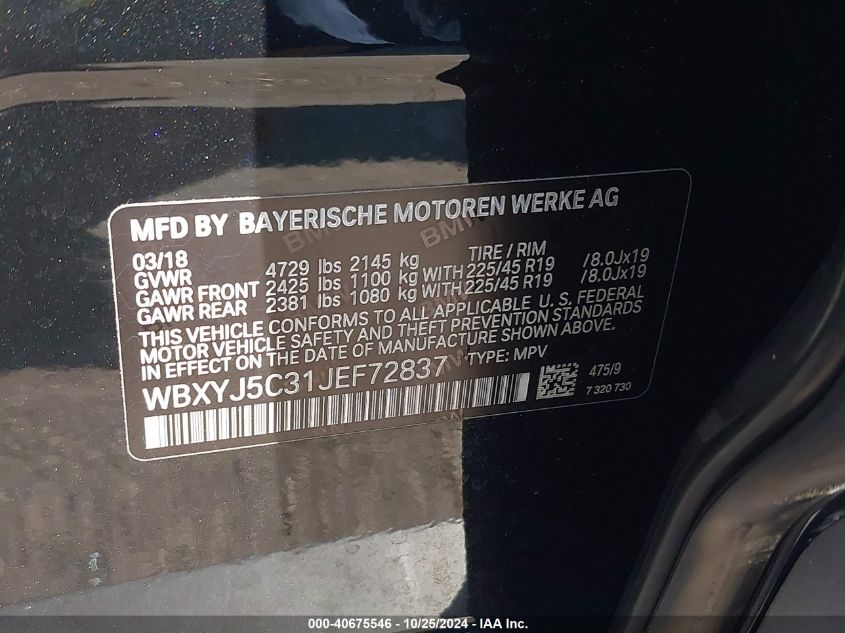 MFD BY BAYERISCHE MOTOREN WERKE AG
03/18 TIRE / RIM
GVWR 4729 lbs 2145 kg
GAWR FRONT 2425 lbs 1100 kg WITH 225/45 R19 /8.0Jx19
GAWR REAR 2381 lbs 1080 kg WITH 225/45 R19 /8.0Jx19
THIS VEHICLE CONFORMS TO ALL APPLICABLE U. S. FEDERAL
MOTOR VEHICLE SAFETY AND THEFT PREVENTION STANDARDS
IN EFFECT ON THE DATE OF MANUFACTURE SHOWN ABOVE.
WBXYJ5C31JEF72837 TYPE: MPV
475/9
7 320 730
000-40675546 - 10/25/2024 - IAA Inc.